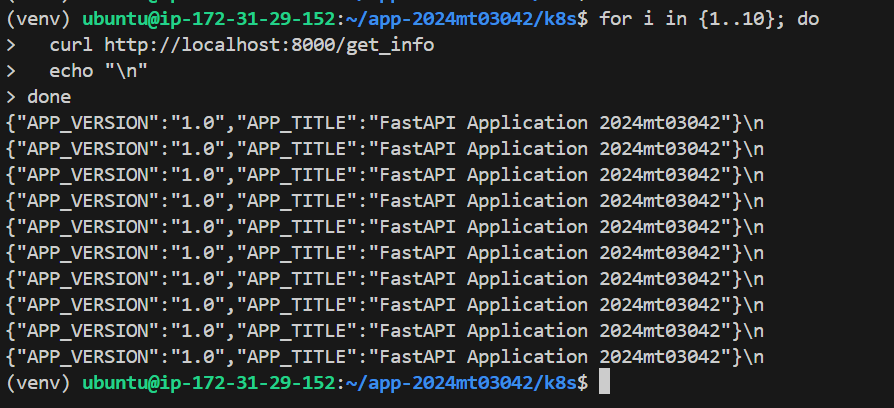 (venv) ubuntu@ip-172-31-29-152:~/app-2024mt03042/k8s$ for i in {1..10}; do
>   curl http://localhost:8000/get_info
>   echo "\n"
> done
{"APP_VERSION":"1.0","APP_TITLE":"FastAPI Application 2024mt03042"}\n
{"APP_VERSION":"1.0","APP_TITLE":"FastAPI Application 2024mt03042"}\n
{"APP_VERSION":"1.0","APP_TITLE":"FastAPI Application 2024mt03042"}\n
{"APP_VERSION":"1.0","APP_TITLE":"FastAPI Application 2024mt03042"}\n
{"APP_VERSION":"1.0","APP_TITLE":"FastAPI Application 2024mt03042"}\n
{"APP_VERSION":"1.0","APP_TITLE":"FastAPI Application 2024mt03042"}\n
{"APP_VERSION":"1.0","APP_TITLE":"FastAPI Application 2024mt03042"}\n
{"APP_VERSION":"1.0","APP_TITLE":"FastAPI Application 2024mt03042"}\n
{"APP_VERSION":"1.0","APP_TITLE":"FastAPI Application 2024mt03042"}\n
{"APP_VERSION":"1.0","APP_TITLE":"FastAPI Application 2024mt03042"}\n
(venv) ubuntu@ip-172-31-29-152:~/app-2024mt03042/k8s$